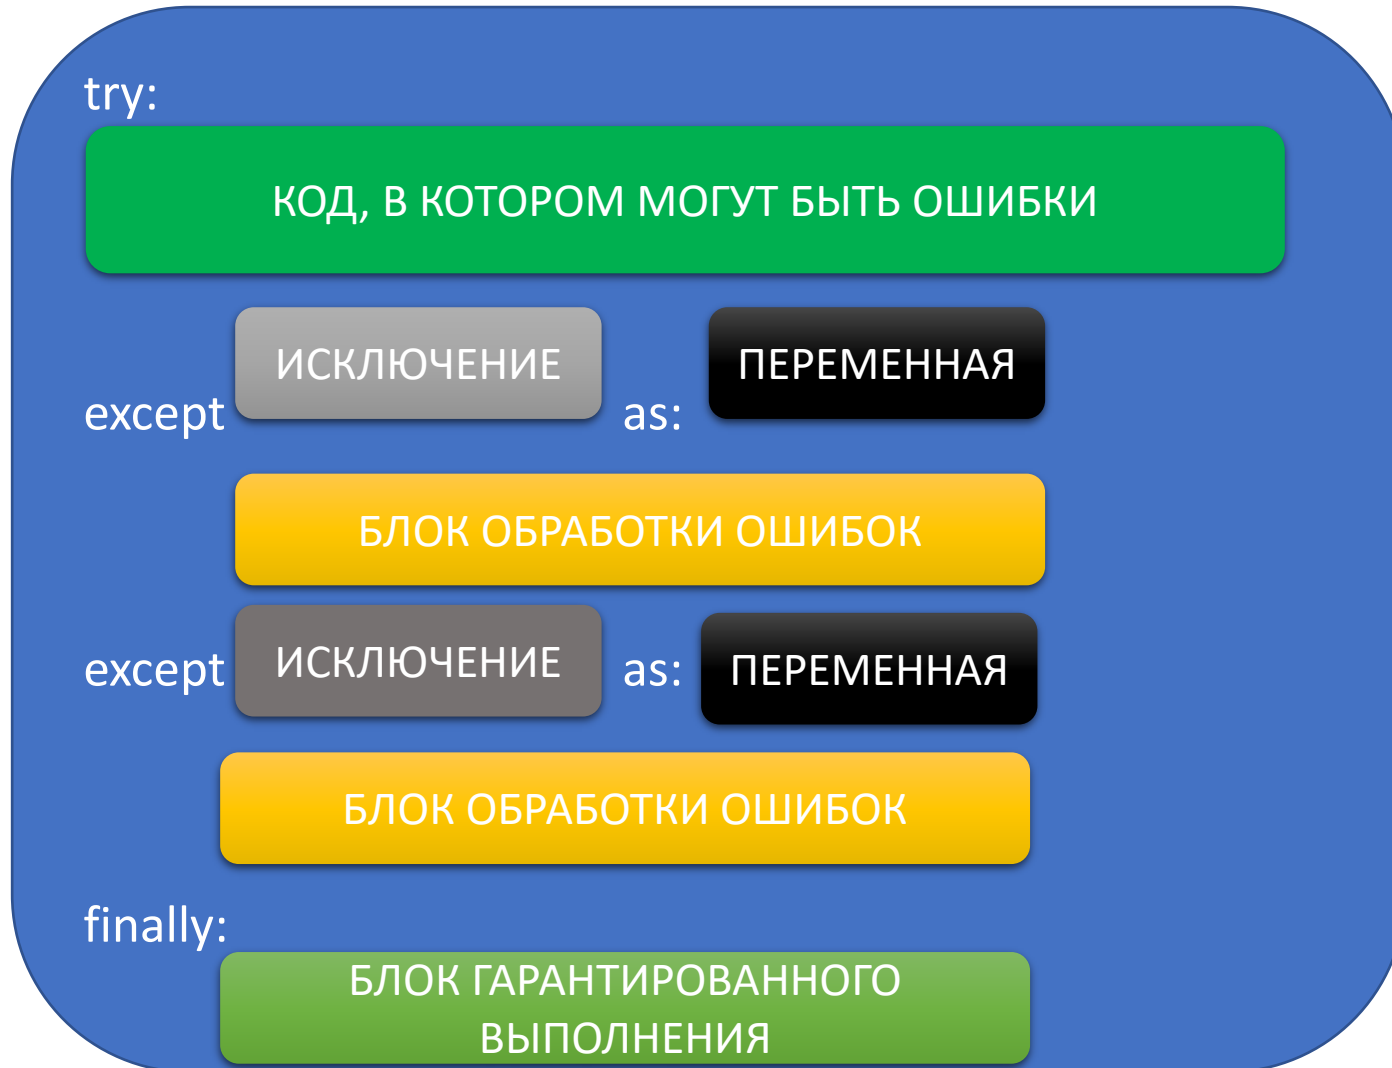 try:
КОД, В КОТОРОМ МОГУТ БЫТЬ ОШИБКИ
except ИСКЛЮЧЕНИЕ as: ПЕРЕМЕННАЯ
БЛОК ОБРАБОТКИ ОШИБОК
except ИСКЛЮЧЕНИЕ as: ПЕРЕМЕННАЯ
БЛОК ОБРАБОТКИ ОШИБОК
finally:
БЛОК ГАРАНТИРОВАННОГО
ВЫПОЛНЕНИЯ